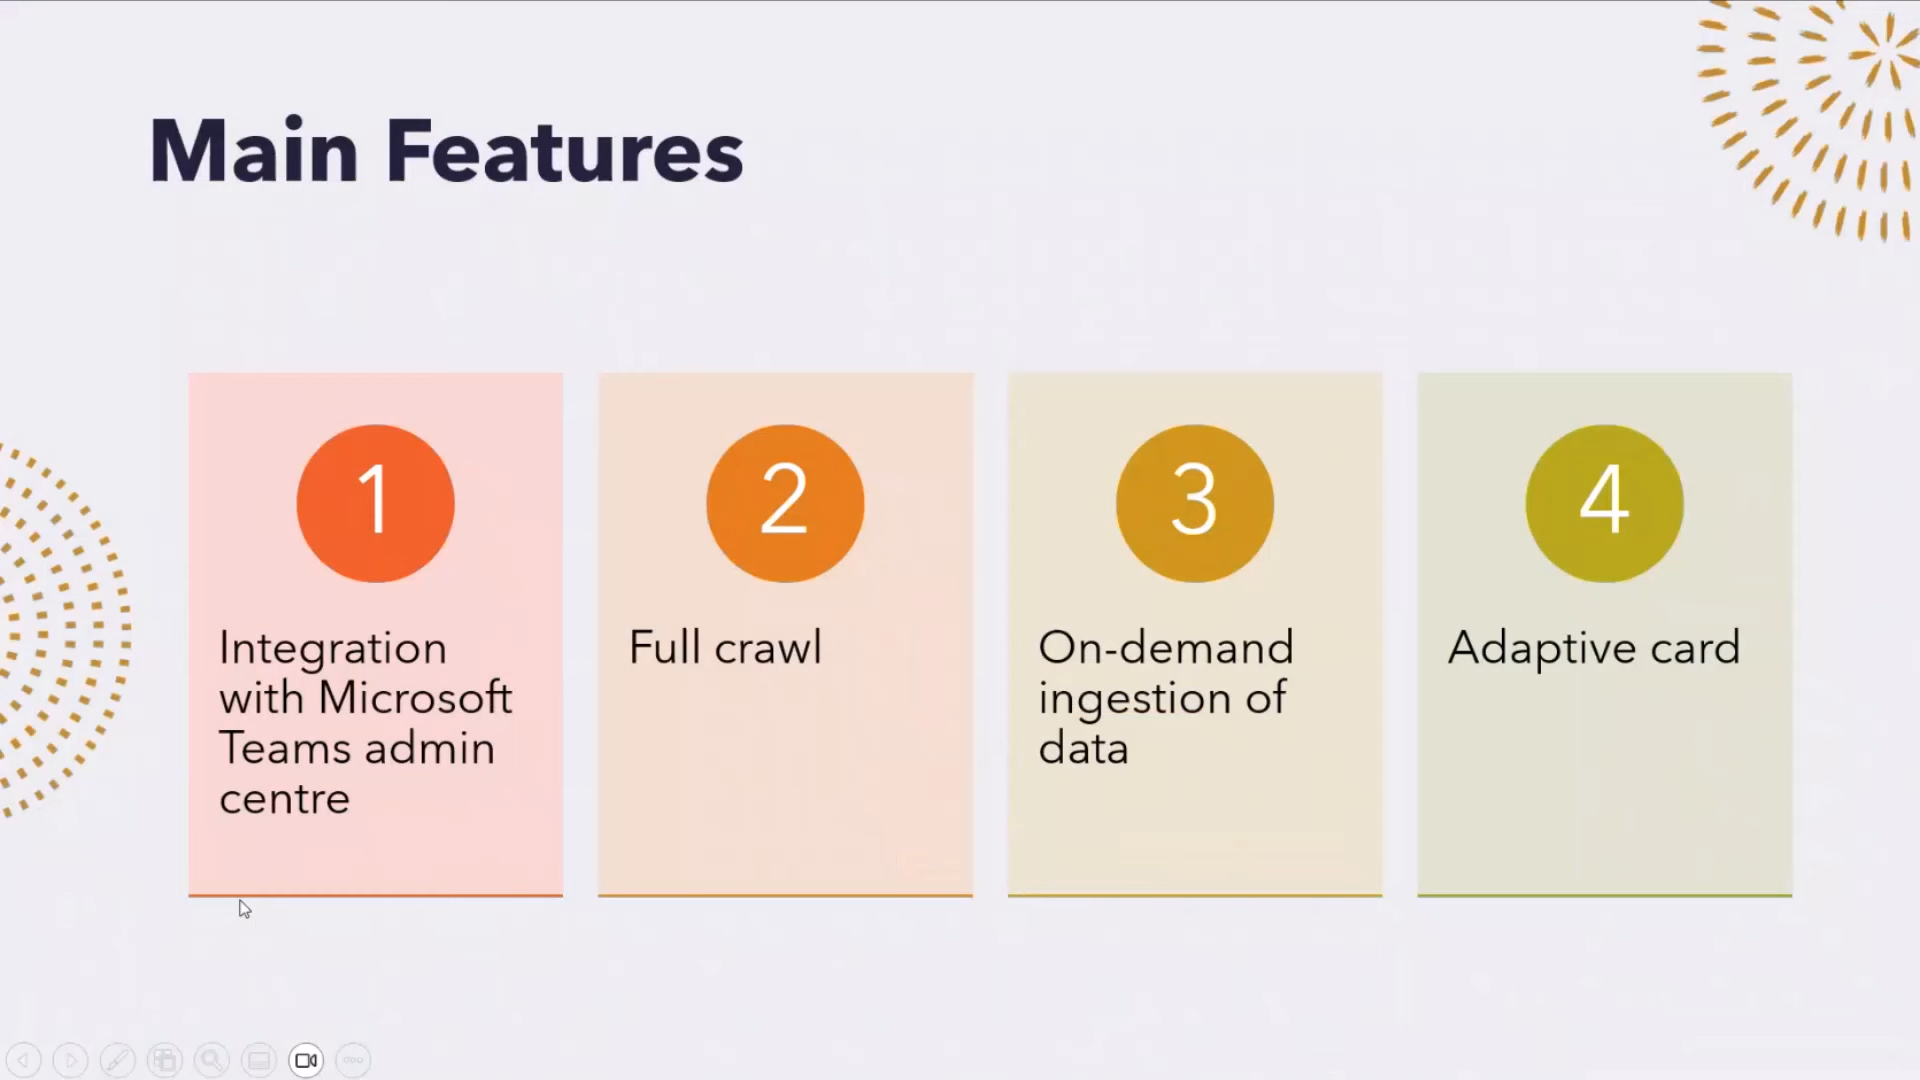 Main Features
1
Integration
with Microsoft
Teams admin
centre
2
Full crawl
3
On-demand
ingestion of
data
4
Adaptive card